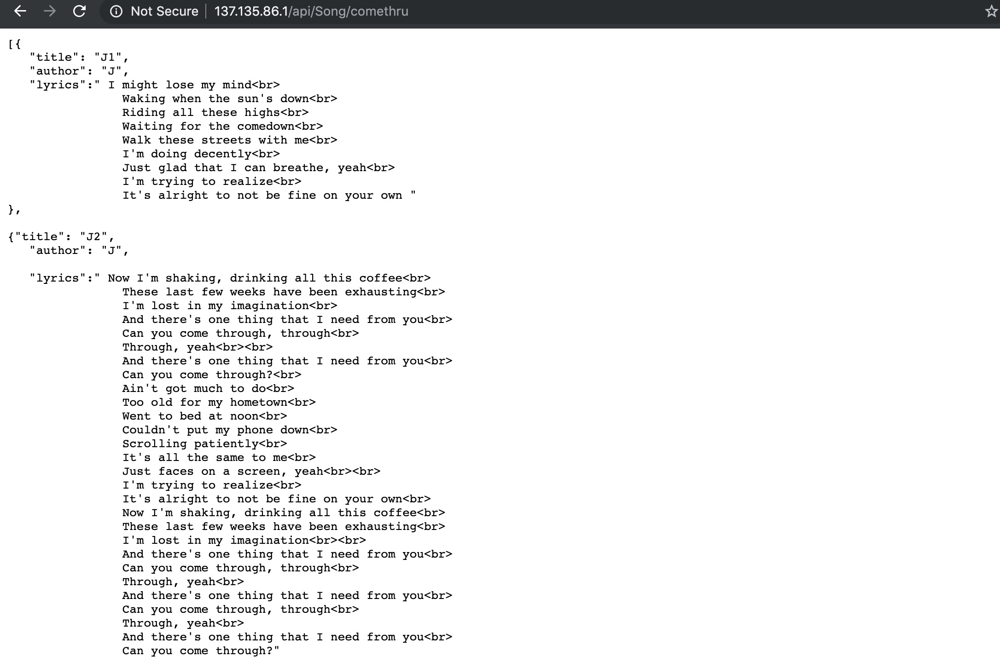 Not Secure | 137.135.86.1/api/Song/comethru
[{
"title": "J1",
"author": "J",
"lyrics":" I might lose my mind<br>
Waking when the sun's down<br>
Riding all these highs<br>
Waiting for the comedown<br>
Walk these streets with me<br>
I'm doing decently<br>
Just glad that I can breathe, yeah<br>
I'm trying to realize<br>
It's alright to not be fine on your own "
},
{"title": "J2",
"author": "J",
"lyrics":" Now I'm shaking, drinking all this coffee<br>
These last few weeks have been exhausting<br>
I'm lost in my imagination<br>
And there's one thing that I need from you<br>
Can you come through, through<br>
Through, yeah<br><br>
And there's one thing that I need from you<br>
Can you come through?<br>
Ain't got much to do<br>
Too old for my hometown<br>
Went to bed at noon<br>
Couldn't put my phone down<br>
Scrolling patiently<br>
It's all the same to me<br>
Just faces on a screen, yeah<br><br>
I'm trying to realize<br>
It's alright to not be fine on your own<br>
Now I'm shaking, drinking all this coffee<br>
These last few weeks have been exhausting<br>
I'm lost in my imagination<br><br>
And there's one thing that I need from you<br>
Can you come through, through<br>
Through, yeah<br>
And there's one thing that I need from you<br>
Can you come through, through<br>
Through, yeah<br>
And there's one thing that I need from you<br>
Can you come through?"